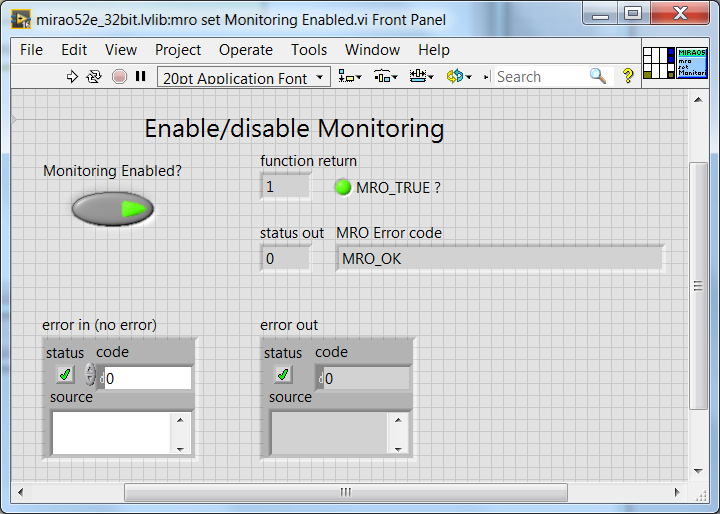 mirao52e_32bit.lvlib:mro set Monitoring Enabled.vi Front Panel
File Edit View Project Operate Tools Window Help
20pt Application Font
Search
?
MIRAO5
mro
set
Monitori
Enable/disable Monitoring
Monitoring Enabled?
function return
1
MRO_TRUE ?
status out
0
MRO Error code
MRO_OK
error in (no error)
status code
d 0
source
error out
status code
d 0
source